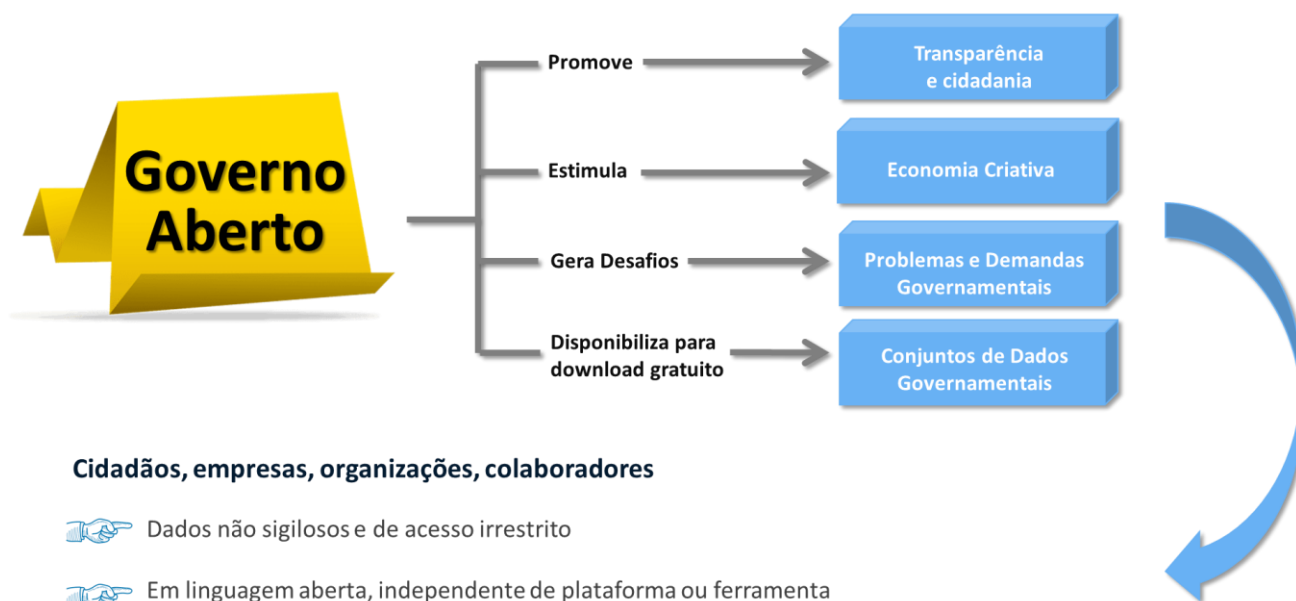 Governo
Aberto
Promove
Transparência
e cidadania
Estimula
Economia Criativa
Gera Desafios
Problemas e Demandas
Governamentais
Disponibiliza para
download gratuito
Conjuntos de Dados
Governamentais
Cidadãos, empresas, organizações, colaboradores
Dados não sigilosos e de acesso irrestrito
Em linguagem aberta, independente de plataforma ou ferramenta